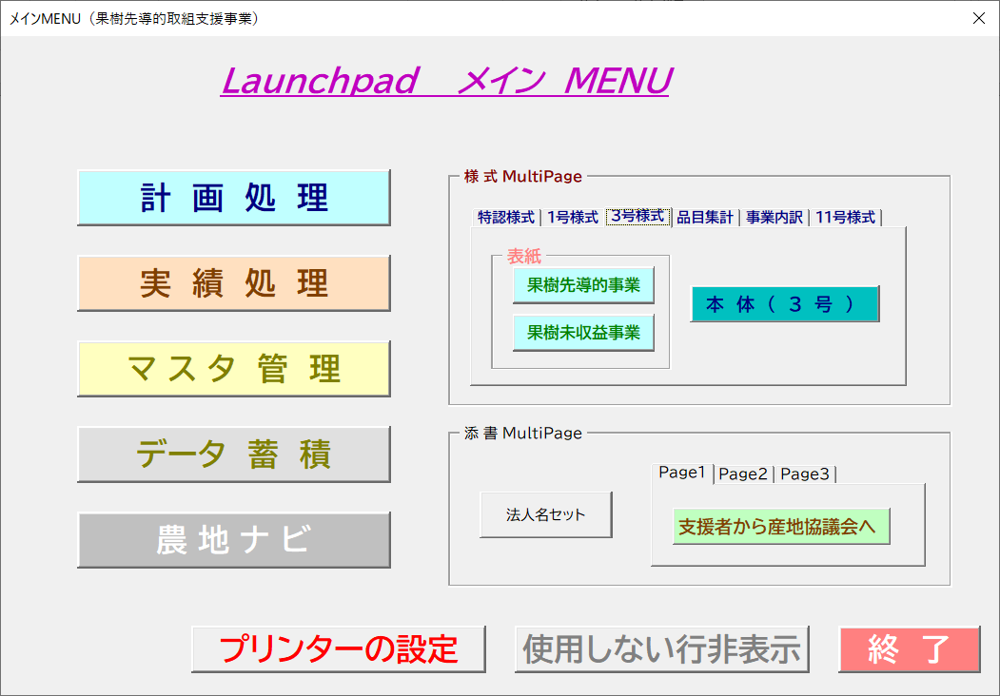 メインMENU（果樹先導的取組支援事業）
Launchpad　メイン MENU
計 画 処 理
実 績 処 理
マスタ 管 理
データ 蓄 積
農 地 ナ ビ
様 式 MultiPage
特認様式 1号様式 3号様式 品目集計 事業内訳 11号様式
表紙
果樹先導的事業
果樹未収益事業
本 体 （ 3 号 ）
添 書 MultiPage
Page1 Page2 Page3
法人名セット
支援者から産地協議会へ
プリンターの設定
使用しない行非表示
終 了